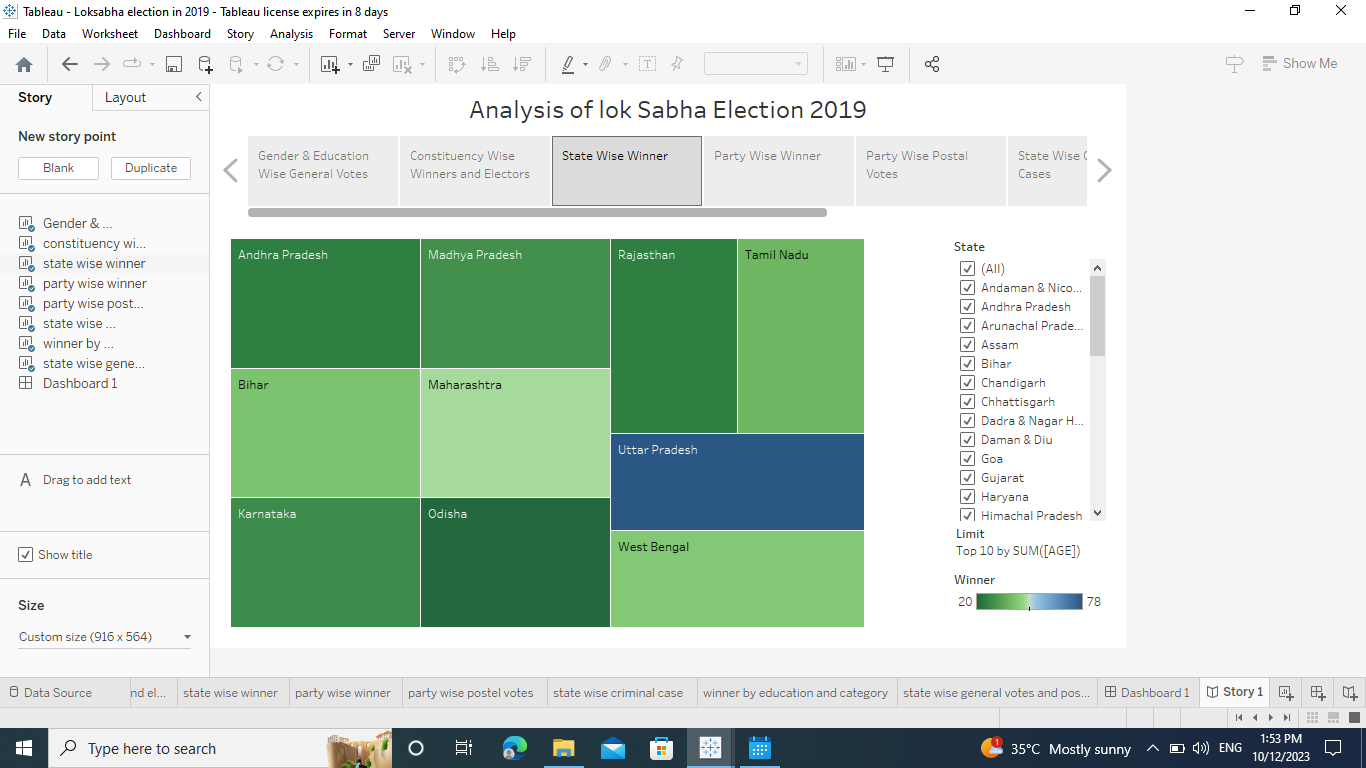 Tableau - Loksabha election in 2019 - Tableau license expires in 8 days
File Data Worksheet Dashboard Story Analysis Format Server Window Help
Show Me
Story Layout
New story point
Blank Duplicate
Gender & ...
constituency wi...
state wise winner
party wise winner
party wise post...
state wise ...
winner by ...
state wise gene...
Dashboard 1
A Drag to add text
Show title
Size
Custom size (916 x 564)
Analysis of lok Sabha Election 2019
Gender & Education
Wise General Votes
Constituency Wise
Winners and Electors
State Wise Winner
Party Wise Winner
Party Wise Postal
Votes
State Wise
Cases
Andhra Pradesh
Madhya Pradesh
Rajasthan
Tamil Nadu
Bihar
Maharashtra
Uttar Pradesh
Karnataka
Odisha
West Bengal
State
(All)
Andaman & Nico...
Andhra Pradesh
Arunachal Prade...
Assam
Bihar
Chandigarh
Chhattisgarh
Dadra & Nagar H...
Daman & Diu
Goa
Gujarat
Haryana
Himachal Pradesh
Limit
Top 10 by SUM([AGE])
Winner
20 78
Data Source nd el... state wise winner party wise winner party wise postel votes state wise criminal case winner by education and category state wise general votes and pos... Dashboard 1 Story 1
Type here to search
1 35°C Mostly sunny ENG
1:53 PM
10/12/2023